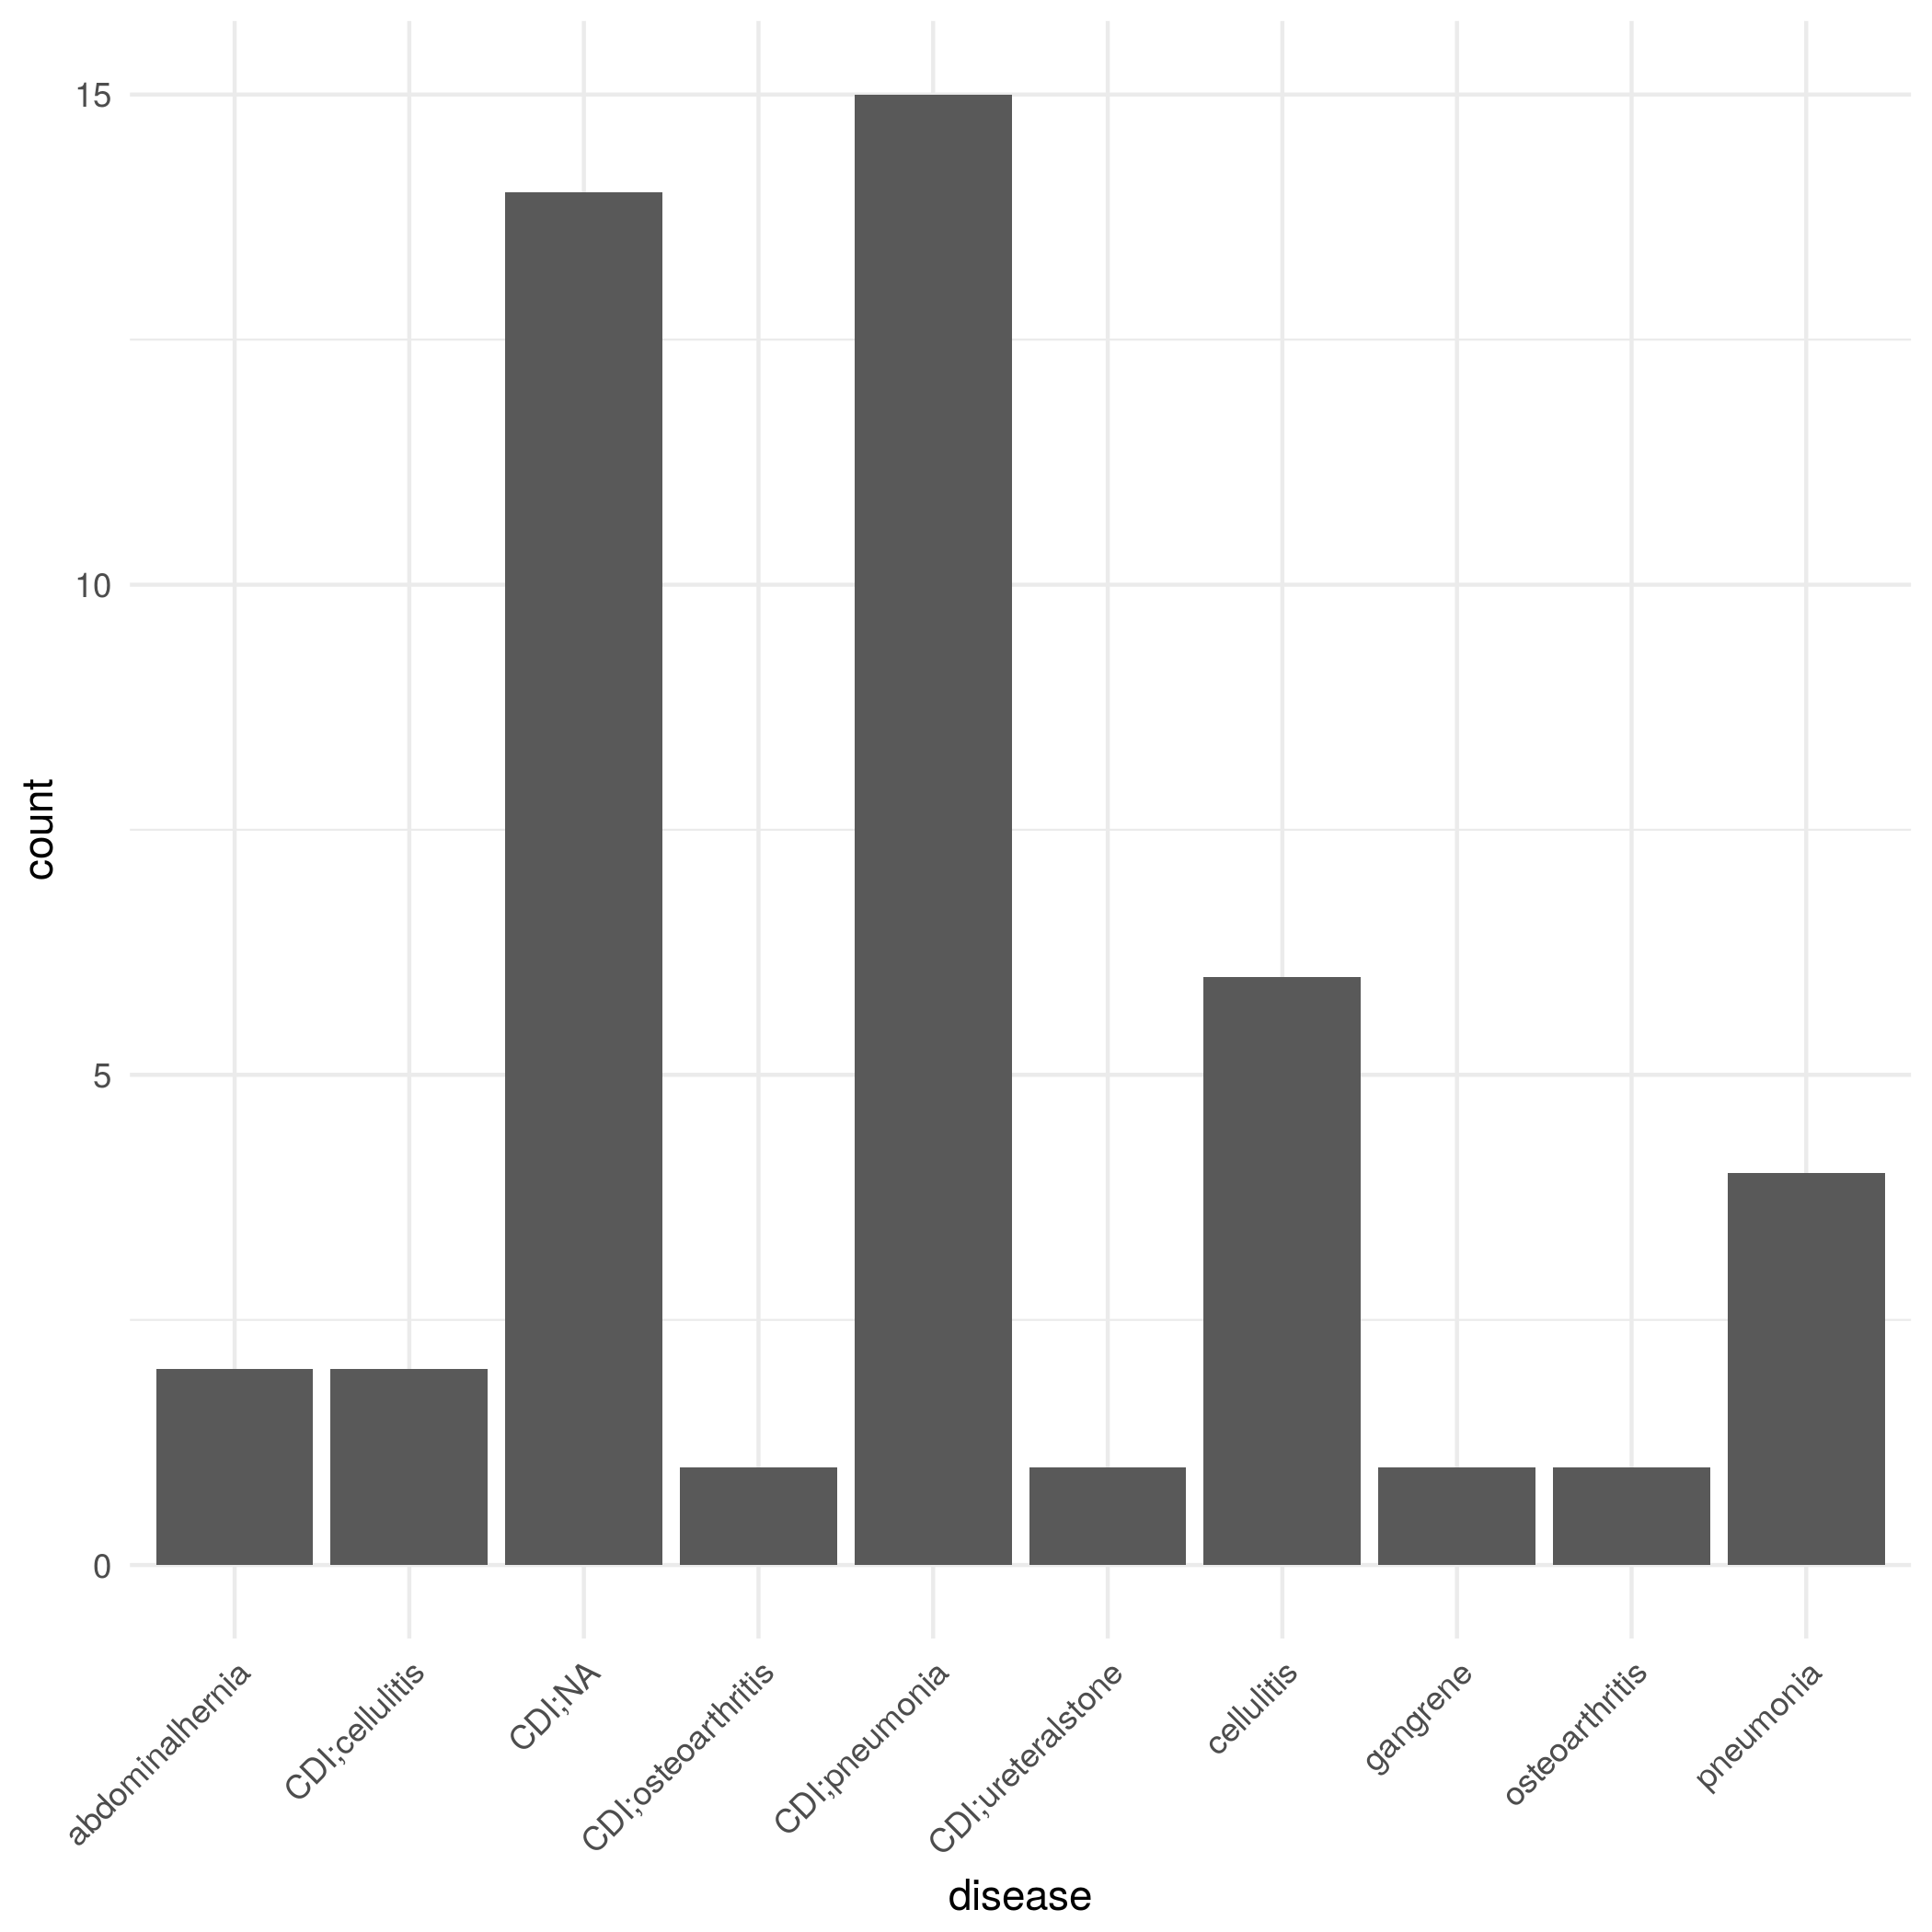 15
10
5
0
count
abdominalhernia
CDI;cellulitis
CDI;NA
CDI;osteoarthritis
CDI;pneumonia
CDI;ureteralstone
cellulitis
gangrene
osteoarthritis
pneumonia
disease